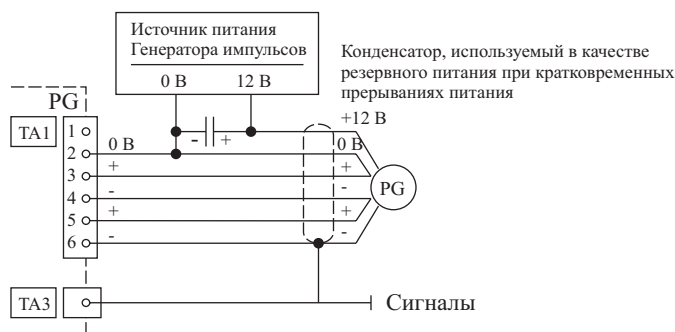 Источник питания
Генератора импульсов
0 В 12 В
Конденсатор, используемый в качестве
резервного питания при кратковременных
прерываниях питания
PG
TA1
1
- +
+12 В
2
0 В
0 В
3
+
+
4
-
-
PG
5
+
+
6
-
-
TA3
Сигналы